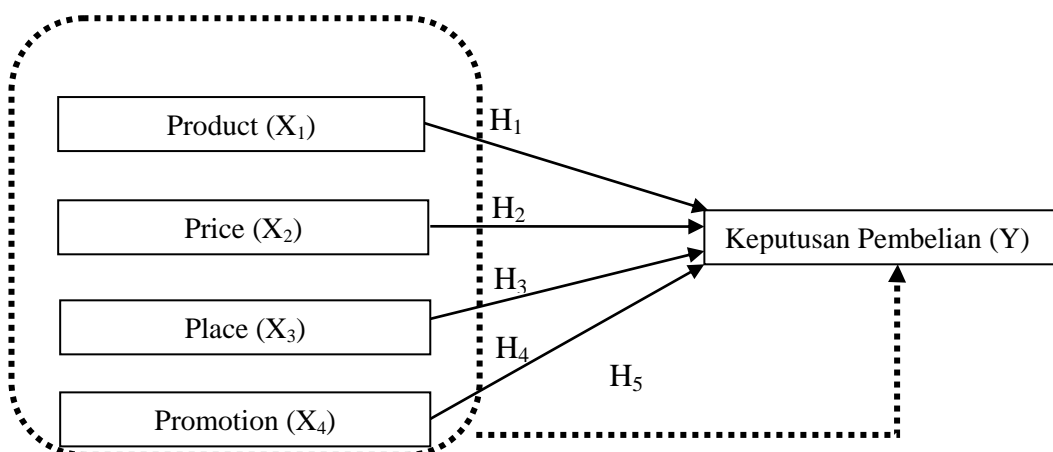 Product (X₁)
H₁
Price (X₂)
H₂
Keputusan Pembelian (Y)
Place (X₃)
H₃
H₄
Promotion (X₄)
H₅